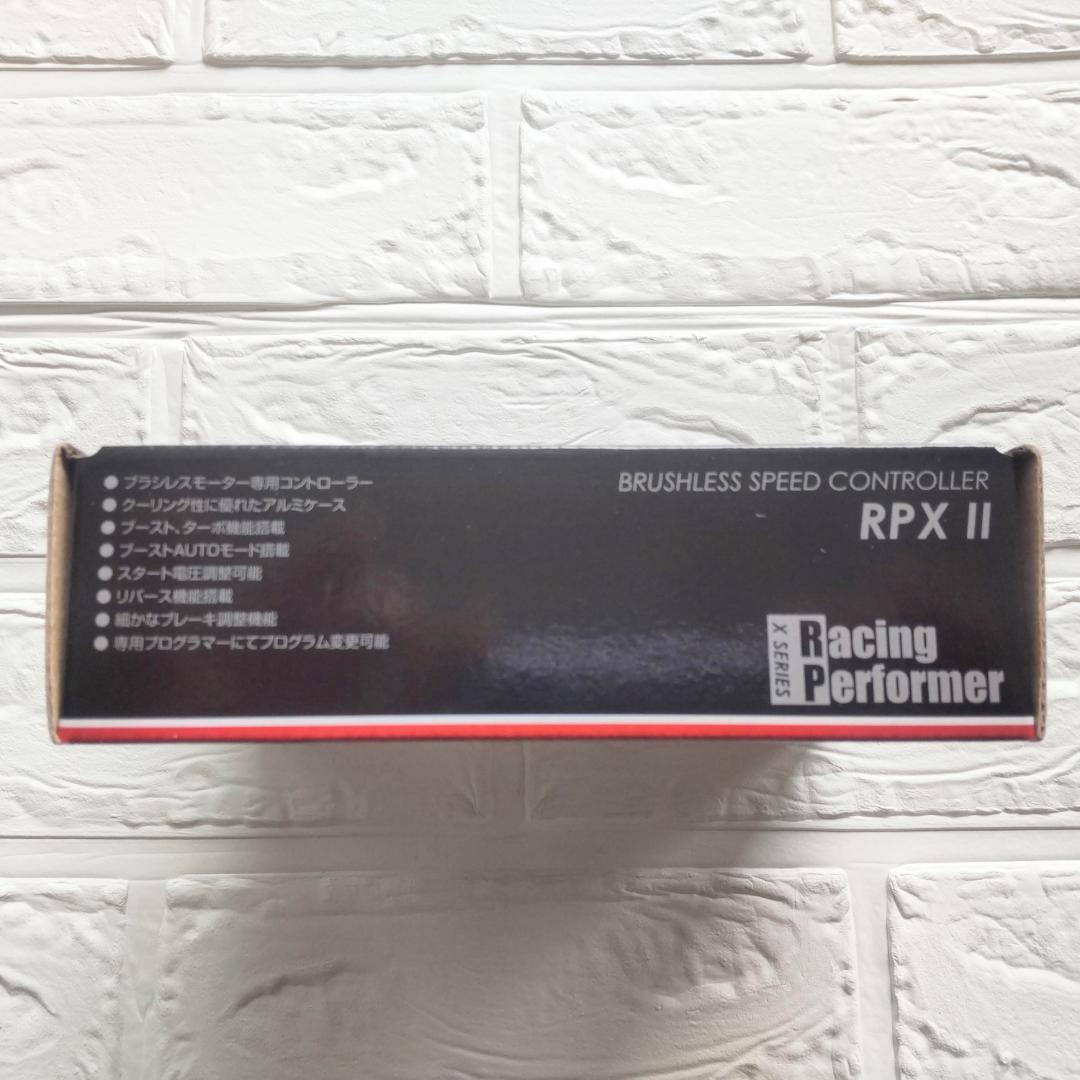 ● ブラシレスモーター専用コントローラー
● クーリング性に優れたアルミケース
● ブースト、ターボ機能搭載
● ブーストAUTOモード搭載
● スタート電圧調整可能
● リバース機能搭載
● 細かなブレーキ調整機能
● 専用プログラマーにてプログラム変更可能
BRUSHLESS SPEED CONTROLLER
RPX II
X SERIES
Racing
Performer